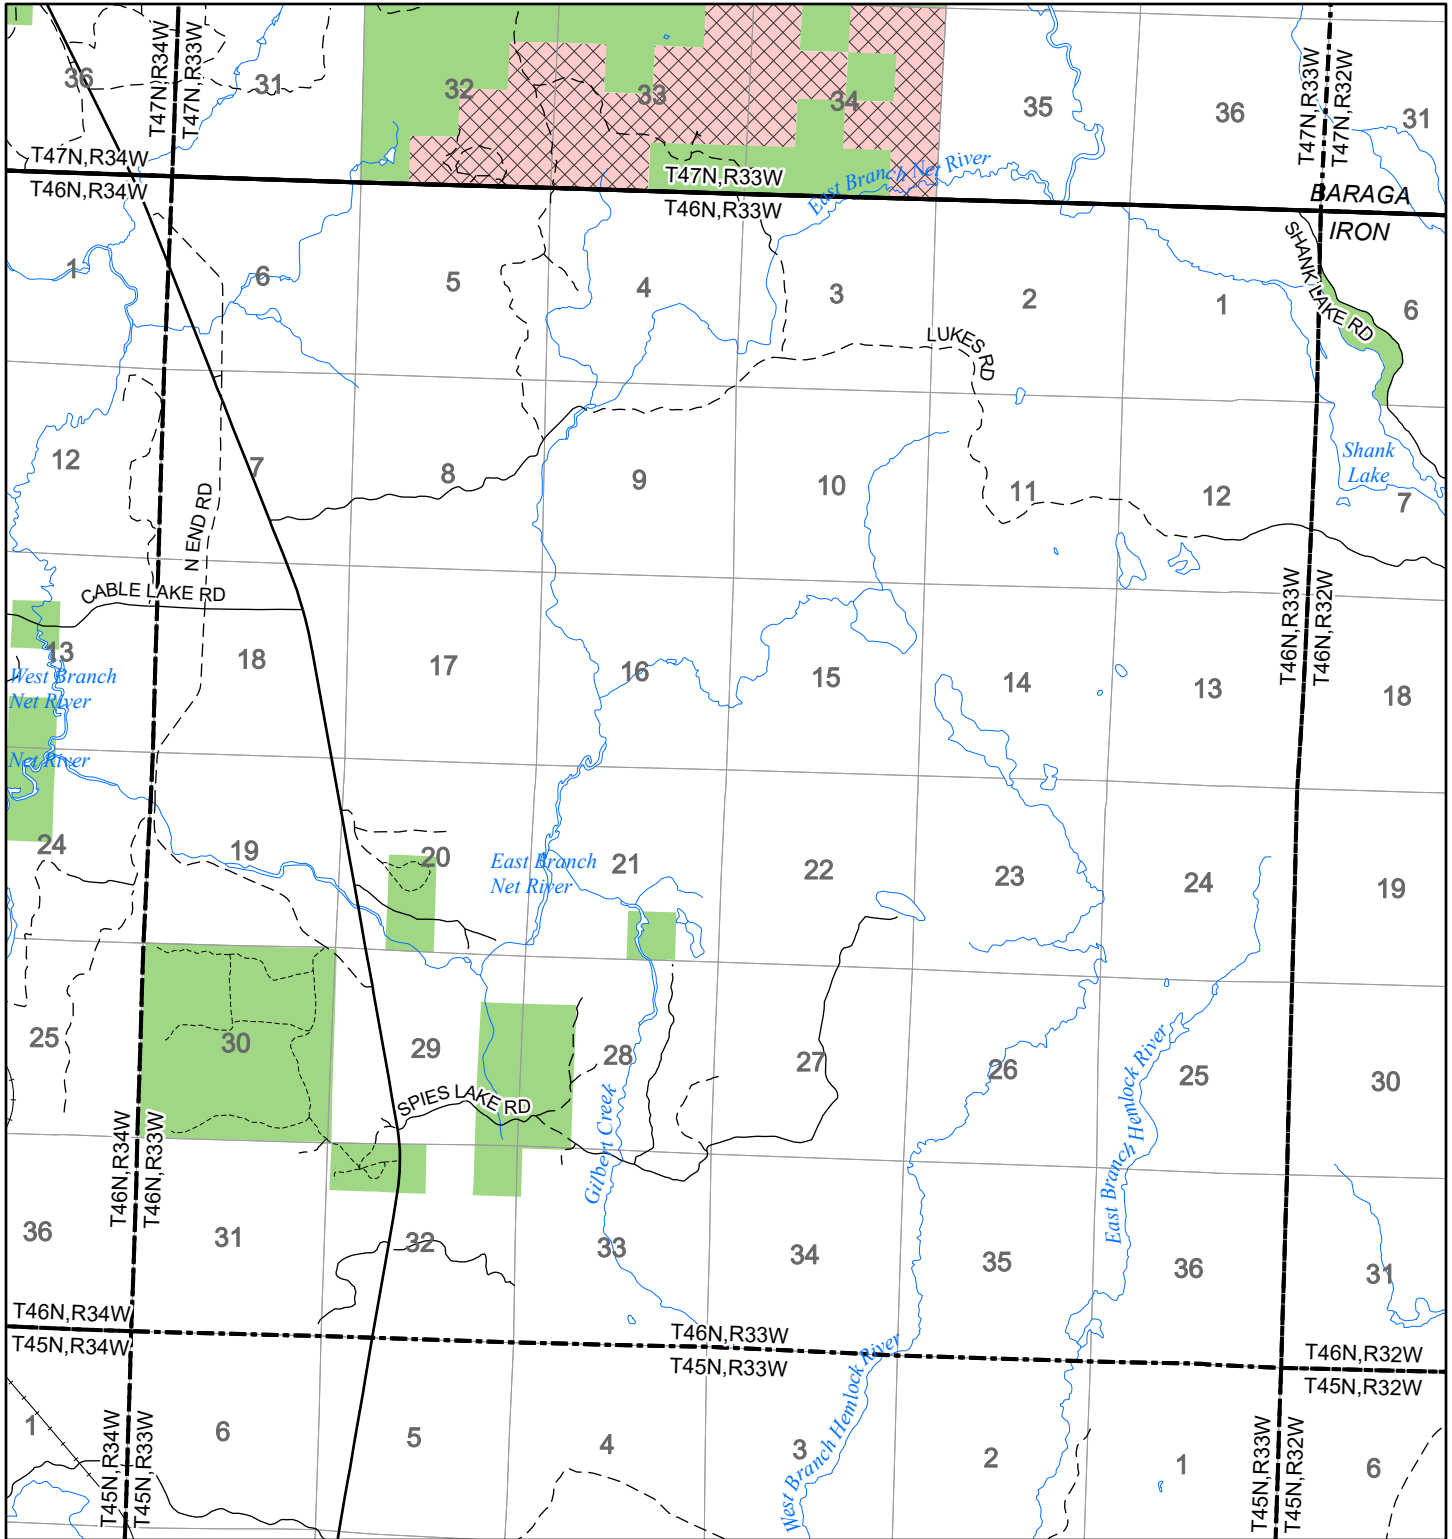 36
T47N,R34W
T47N,R33W
31
32
33
34
35
36
T47N,R33W
T47N,R32W
31
T47N,R34W
T46N,R34W
T47N,R33W
T46N,R33W
East Branch Net River
BARAGA
IRON
SHANK LAKE RD
1
6
5
4
3
2
1
6
LUKES RD
12
7
8
9
10
11
12
7
Shank
Lake
N END RD
CABLE LAKE RD
T46N,R33W
T46N,R32W
13
18
17
16
15
14
13
18
West Branch
Net River
Net River
24
19
20
East Branch
Net River
21
22
23
24
19
25
30
29
28
27
26
25
30
SPIES LAKE RD
Gilbert Creek
East Branch Hemlock River
T46N,R34W
T46N,R33W
36
31
32
33
34
35
36
31
T46N,R34W
T45N,R34W
T46N,R33W
T45N,R33W
T46N,R32W
T45N,R32W
West Branch Hemlock River
1
T45N,R34W
T45N,R33W
6
5
4
3
2
1
T45N,R33W
T45N,R32W
6